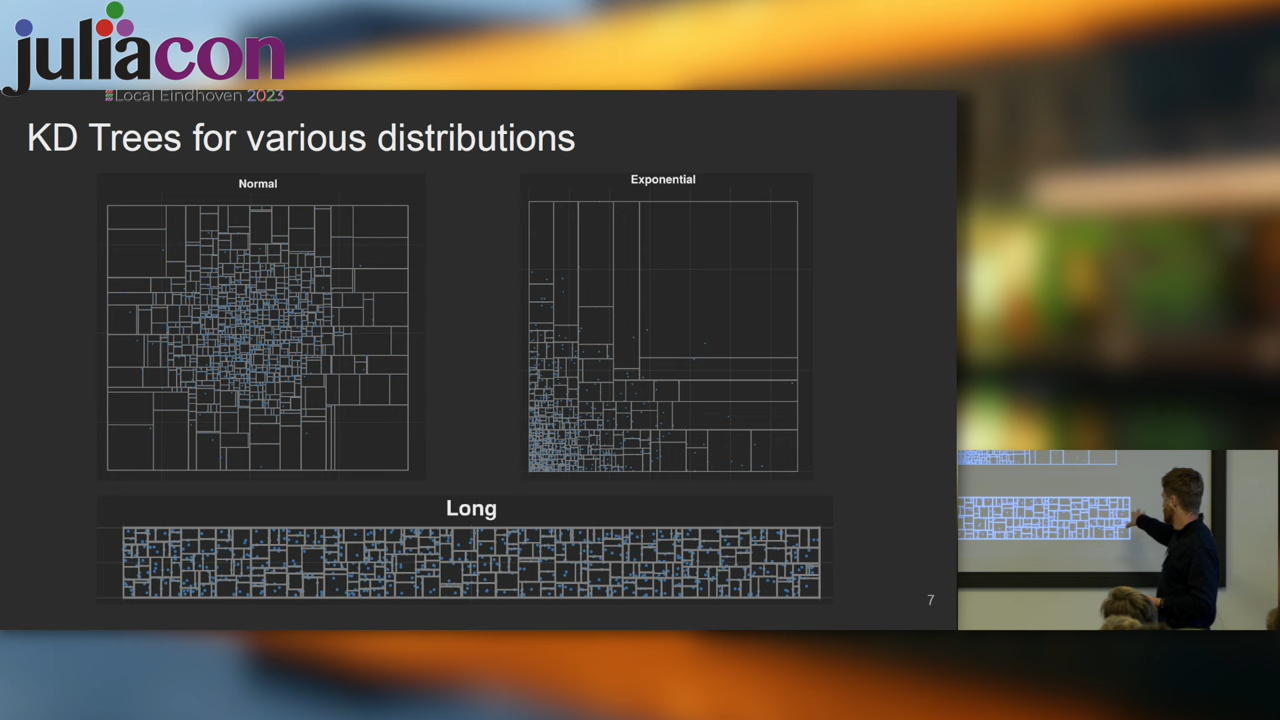 juliacon
Local Eindhoven 2023
KD Trees for various distributions
Normal
Exponential
Long
7